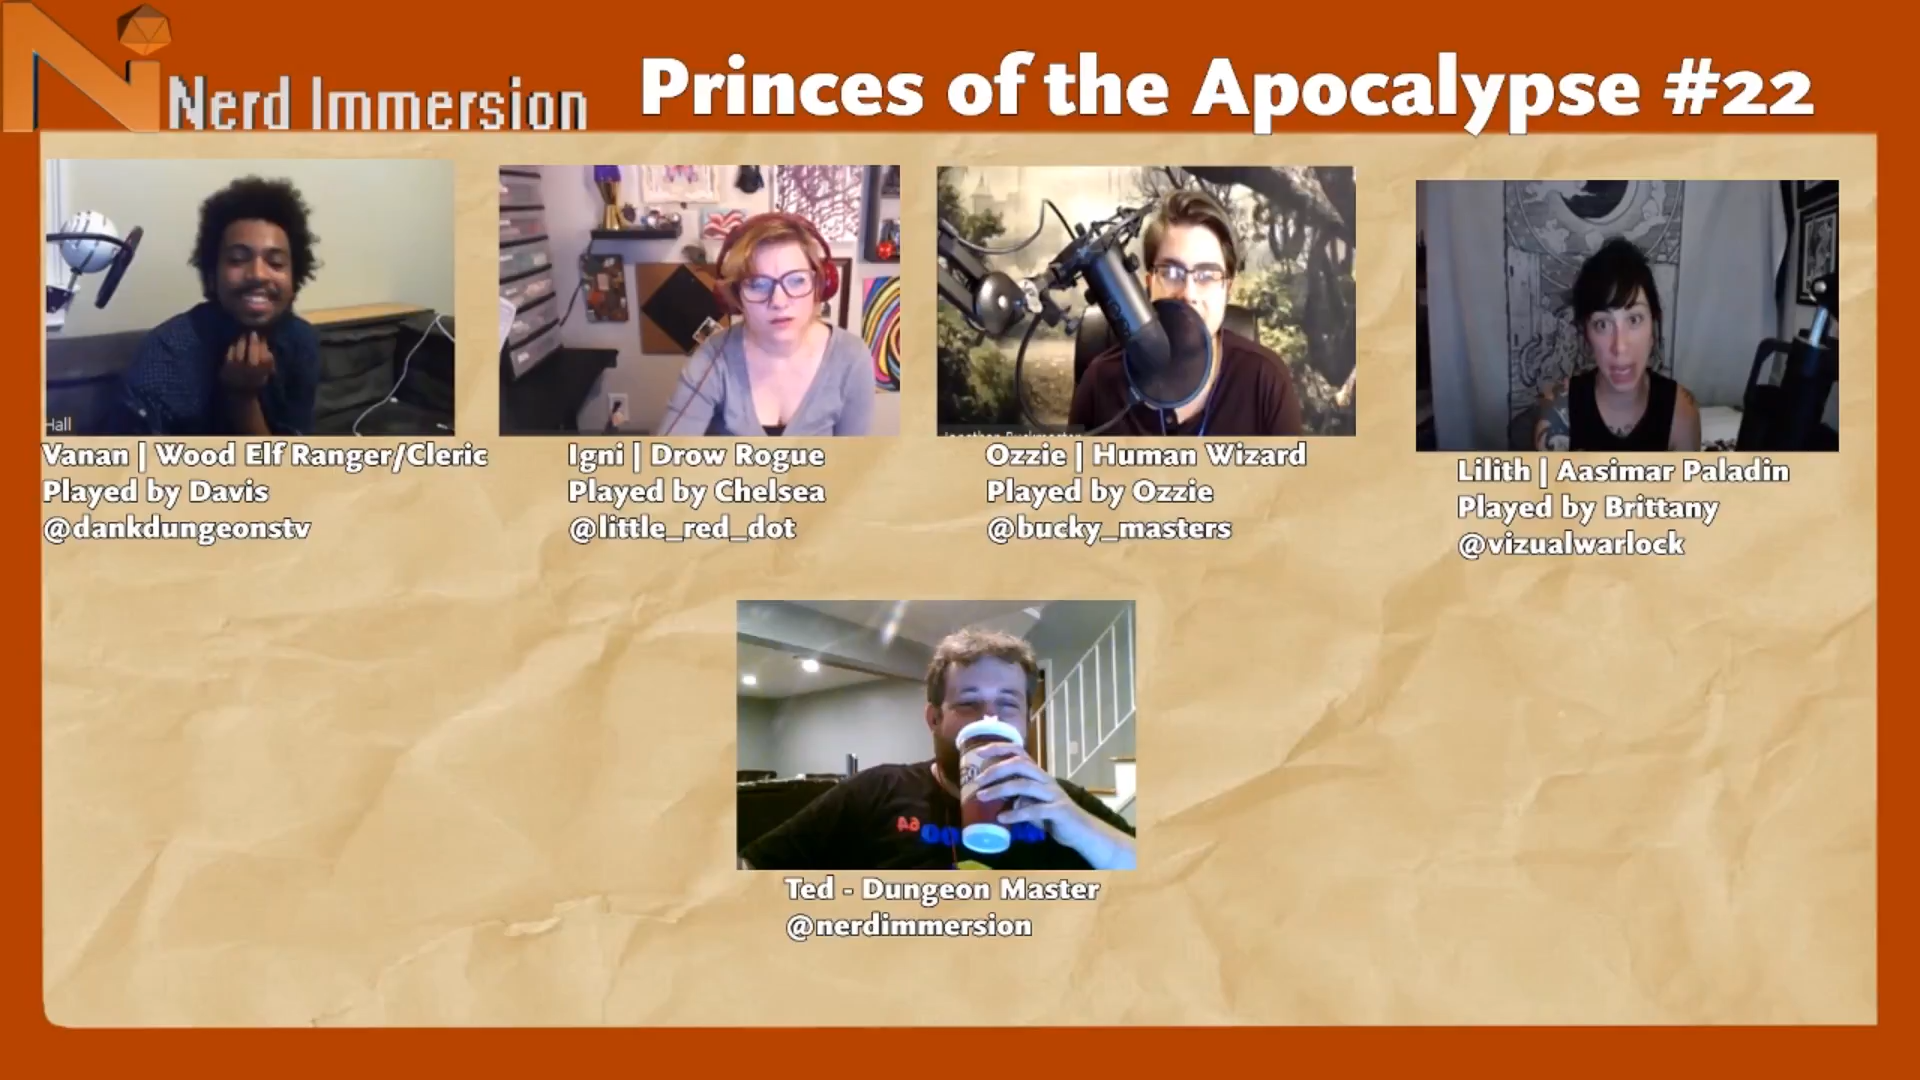 Nerd Immersion
Princes of the Apocalypse #22
Hall
Vanan | Wood Elf Ranger/Cleric
Played by Davis
@dankdungeonstv
Igni | Drow Rogue
Played by Chelsea
@little_red_dot
Ozzie | Human Wizard
Played by Ozzie
@bucky_masters
Lilith | Aasimar Paladin
Played by Brittany
@vizualwarlock
64
Ted - Dungeon Master
@nerdimmersion